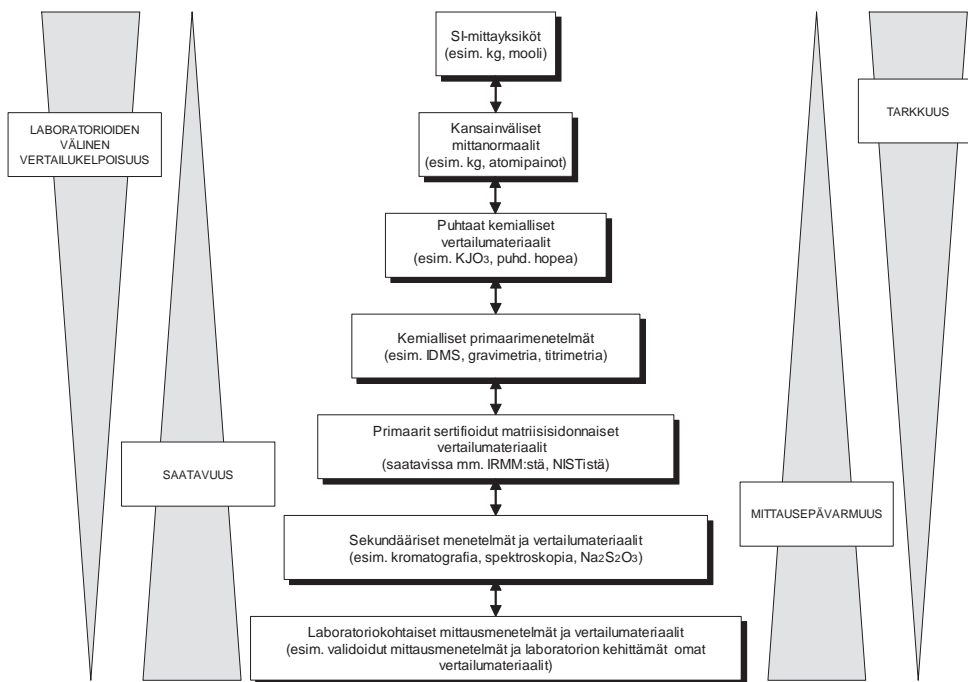 SI-mittayksiköt
(esim. kg, mooli)
LABORATORIOIDEN
VÄLINEN
VERTAILUKELPOISUUS
TARKKUUS
Kansainväliset
mittanormaalit
(esim. kg, atomipainot)
Puhtaat kemialliset
vertailumateriaalit
(esim. KJO3, puhd. hopea)
Kemialliset primaarimenetelmät
(esim. IDMS, gravimetria, titrimetria)
Primaarit sertifioidut matriisisidonnaiset
vertailumateriaalit
(saatavissa mm. IRMM:stä, NISTistä)
SAATAVUUS
MITTAUSEPÄVARMUUS
Sekundääriset menetelmät ja vertailumateriaalit
(esim. kromatografia, spektroskopia, Na2S2O3)
Laboratoriokohtaiset mittausmenetelmät ja vertailumateriaalit
(esim. validoidut mittausmenetelmät ja laboratorion kehittämät omat
vertailumateriaalit)